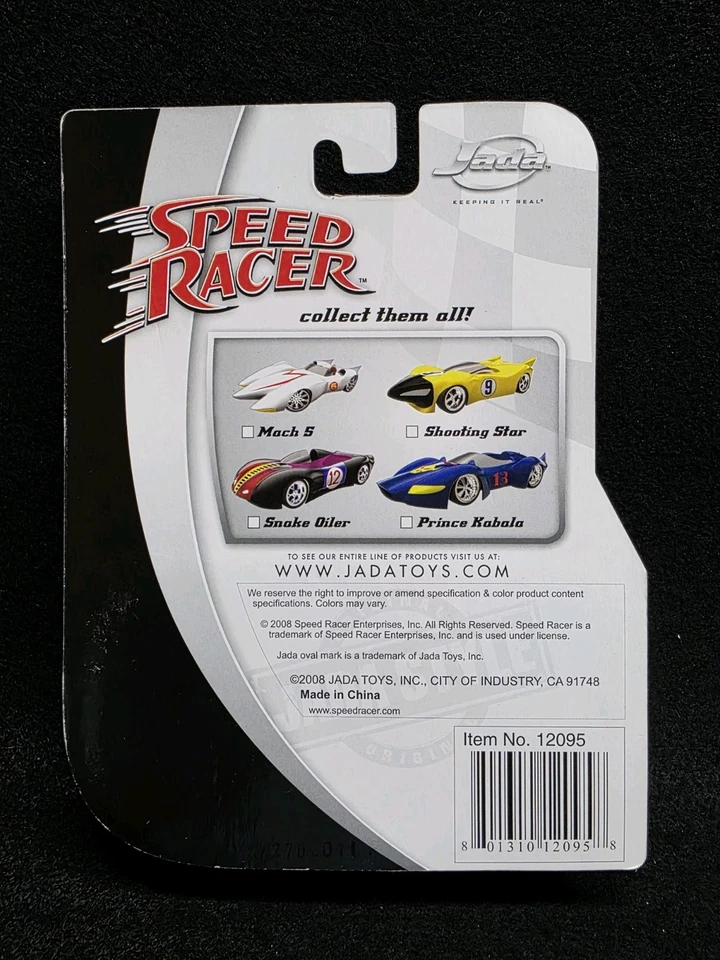 Jada™
KEEPING IT REAL®
SPEED
RACER™
collect them all!
5
9
Mach 5
Shooting Star
12
13
Snake Oiler
Prince Kabala
TO SEE OUR ENTIRE LINE OF PRODUCTS VISIT US AT:
WWW.JADATOYS.COM
We reserve the right to improve or amend specification & color product content
specifications. Colors may vary.
© 2008 Speed Racer Enterprises, Inc. All Rights Reserved. Speed Racer is a
trademark of Speed Racer Enterprises, Inc. and is used under license.
Jada oval mark is a trademark of Jada Toys, Inc.
©2008 JADA TOYS, INC., CITY OF INDUSTRY, CA 91748
Made in China
www.speedracer.com
Item No. 12095
8 01310 12095 8